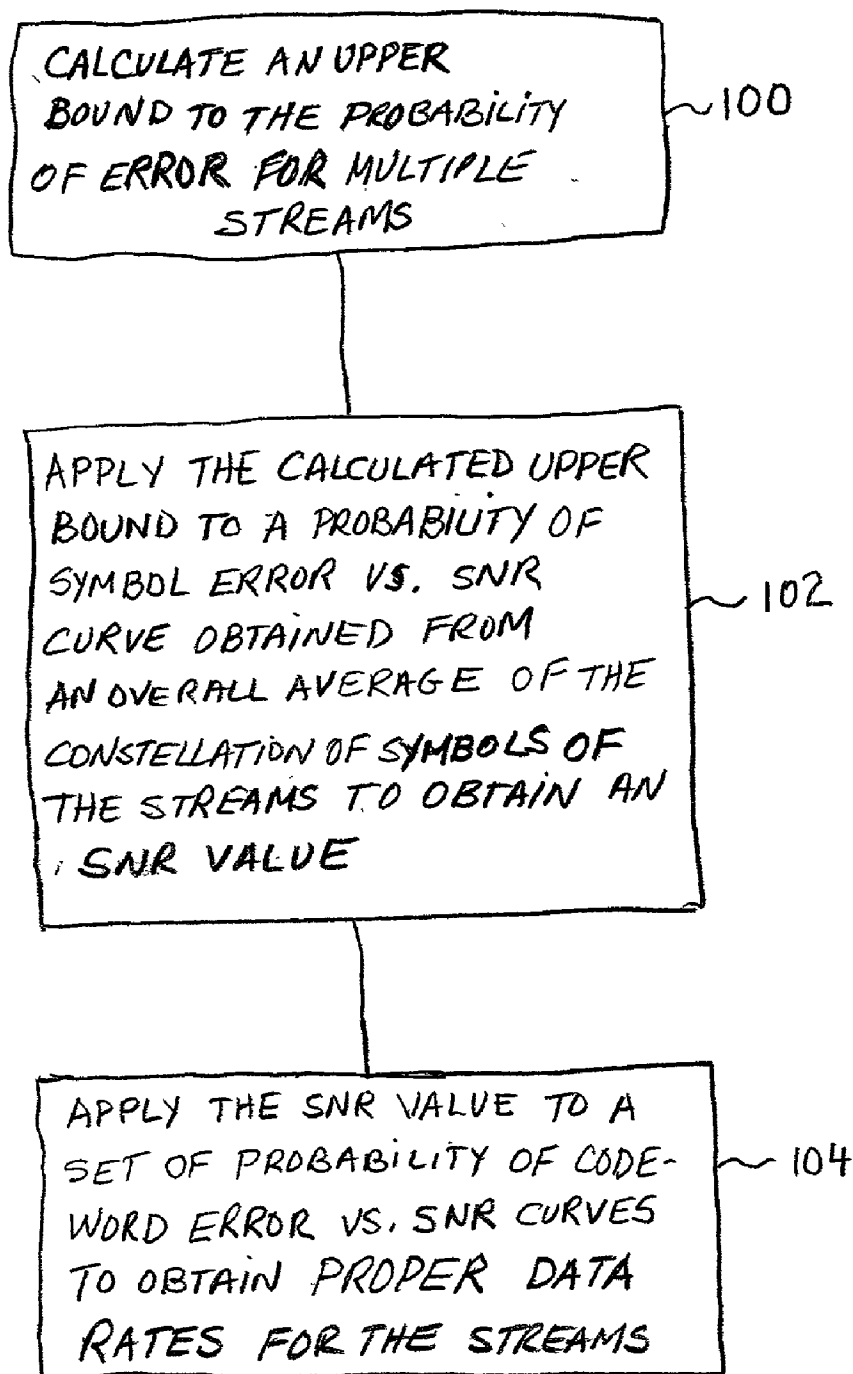 CALCULATE AN UPPER
BOUND TO THE PROBABILITY
OF ERROR FOR MULTIPLE
STREAMS
100
APPLY THE CALCULATED UPPER
BOUND TO A PROBABILITY OF
SYMBOL ERROR VS. SNR
CURVE OBTAINED FROM
AN OVERALL AVERAGE OF THE
CONSTELLATION OF SYMBOLS OF
THE STREAMS TO OBTAIN AN
SNR VALUE
102
APPLY THE SNR VALUE TO A
SET OF PROBABILITY OF CODE-
WORD ERROR VS. SNR CURVES
TO OBTAIN PROPER DATA
RATES FOR THE STREAMS
104